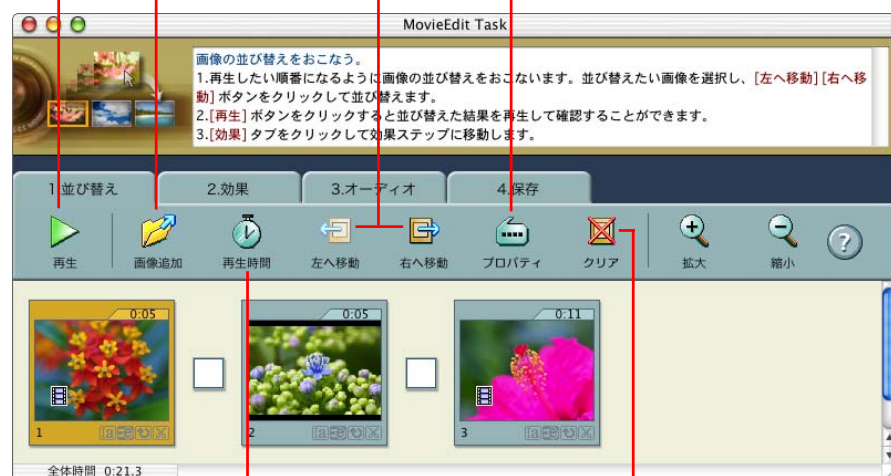 MovieEdit Task
画像の並び替えをおこなう。
1.再生したい順番になるように画像の並び替えをおこないます。並び替えたい画像を選択し、[左へ移動] [右へ移
動] ボタンをクリックして並び替えます。
2.[再生] ボタンをクリックすると並び替えた結果を再生して確認することができます。
3.[効果] タブをクリックして効果ステップに移動します。
1.並び替え
2.効果
3.オーディオ
4.保存
再生
画像追加
再生時間
左へ移動
右へ移動
プロパティ
クリア
拡大
縮小
?
0:05
0:05
0:11
1
2
3
全体時間 0:21.3